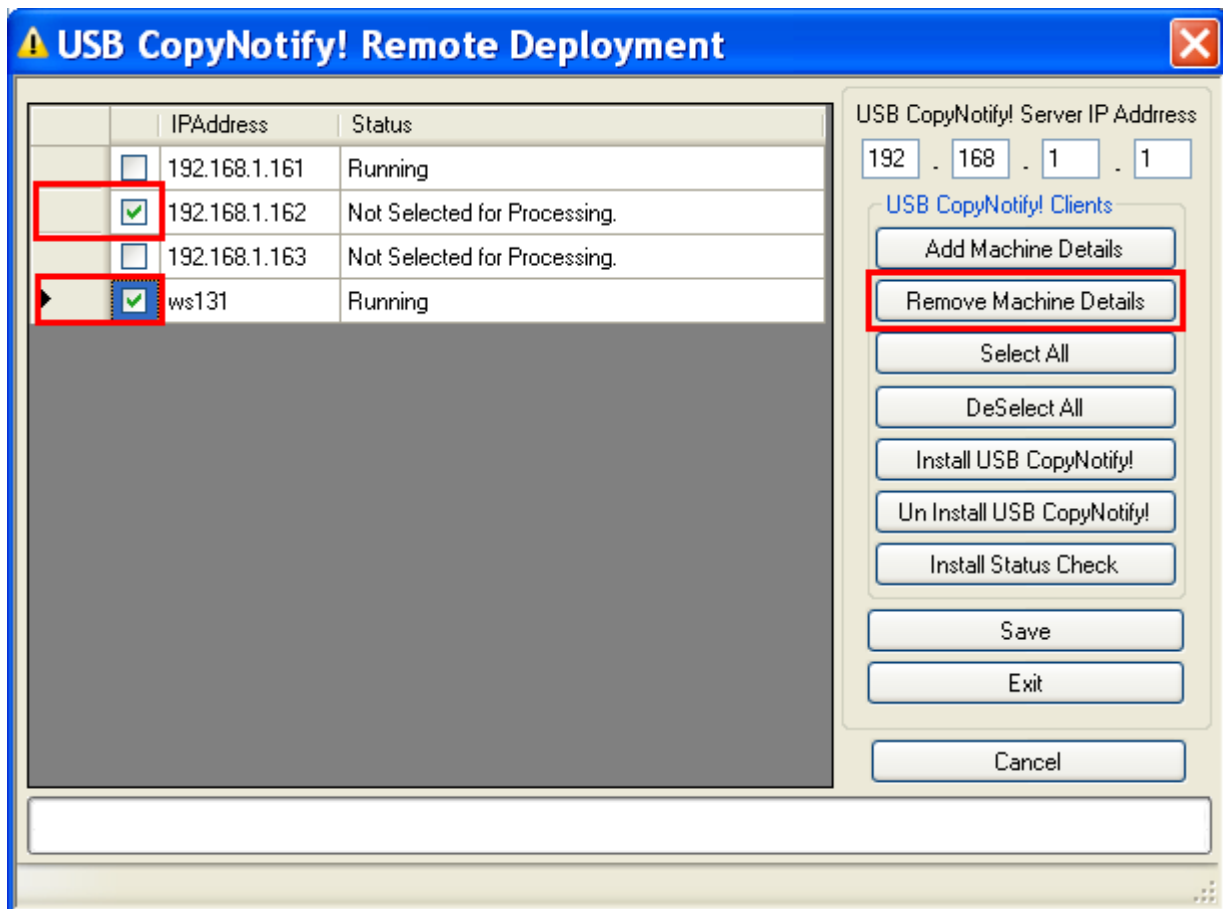 USB CopyNotify! Remote Deployment
IPAddress Status
192.168.1.161 Running
192.168.1.162 Not Selected for Processing.
192.168.1.163 Not Selected for Processing.
ws131 Running
USB CopyNotify! Server IP Addrress
192 . 168 . 1 . 1
USB CopyNotify! Clients
Add Machine Details
Remove Machine Details
Select All
DeSelect All
Install USB CopyNotify!
Un Install USB CopyNotify!
Install Status Check
Save
Exit
Cancel